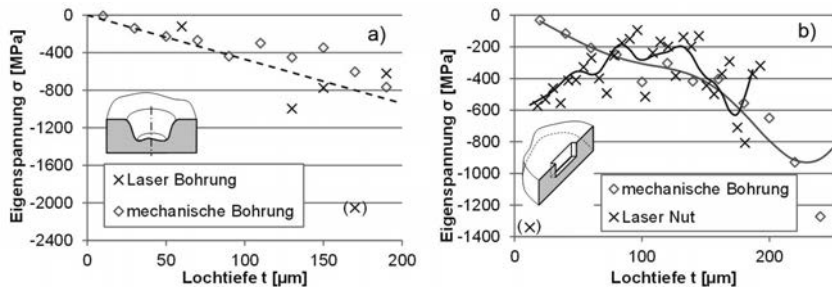 a)
Eigenspannung σ [MPa]
0
-400
-800
-1200
-1600
-2000
-2400
Laser Bohrung
mechanische Bohrung
(×)
0 50 100 150 200
Lochtiefe t [µm]
b)
Eigenspannung σ [MPa]
0
-200
-400
-600
-800
-1000
-1200
-1400
mechanische Bohrung
Laser Nut
(×)
0 100 200
Lochtiefe t [µm]